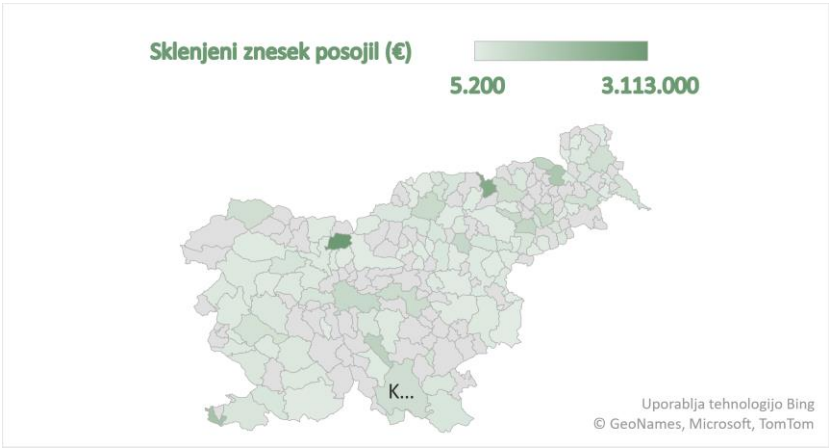 Sklenjeni znesek posojil (€)
5.200 3.113.000
K...
Uporablja tehnologijo Bing
© GeoNames, Microsoft, TomTom